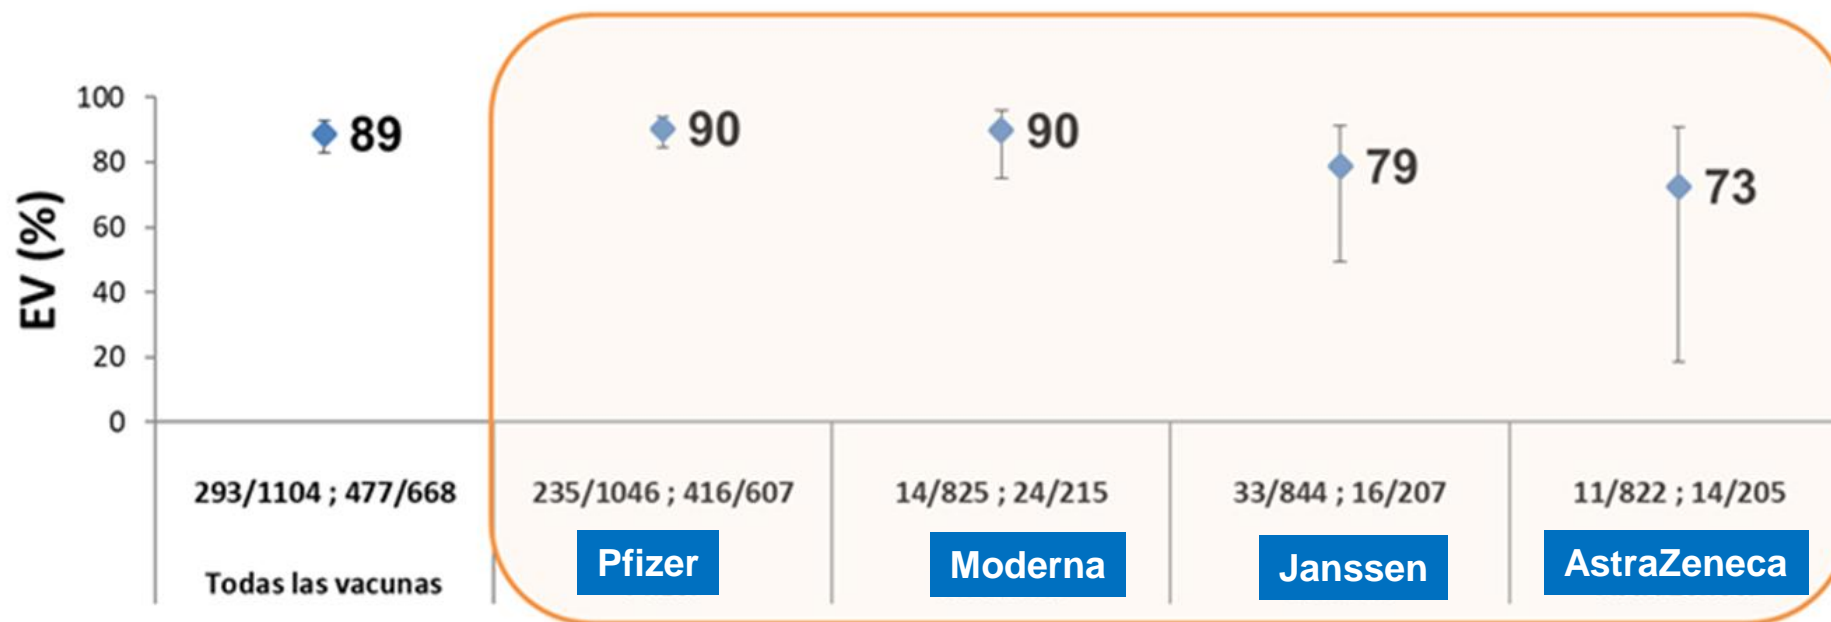 EV (%)
100
80
60
40
20
0
89
90
90
79
73
293/1104 ; 477/668
235/1046 ; 416/607
14/825 ; 24/215
33/844 ; 16/207
11/822 ; 14/205
Todas las vacunas
Pfizer
Moderna
Janssen
AstraZeneca